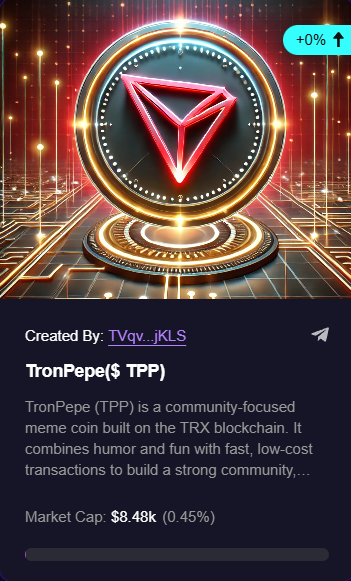 +0%
Created By: TVqv...jKLS
TronPepe($ TPP)
TronPepe (TPP) is a community-focused
meme coin built on the TRX blockchain. It
combines humor and fun with fast, low-cost
transactions to build a strong community,...
Market Cap: $8.48k (0.45%)